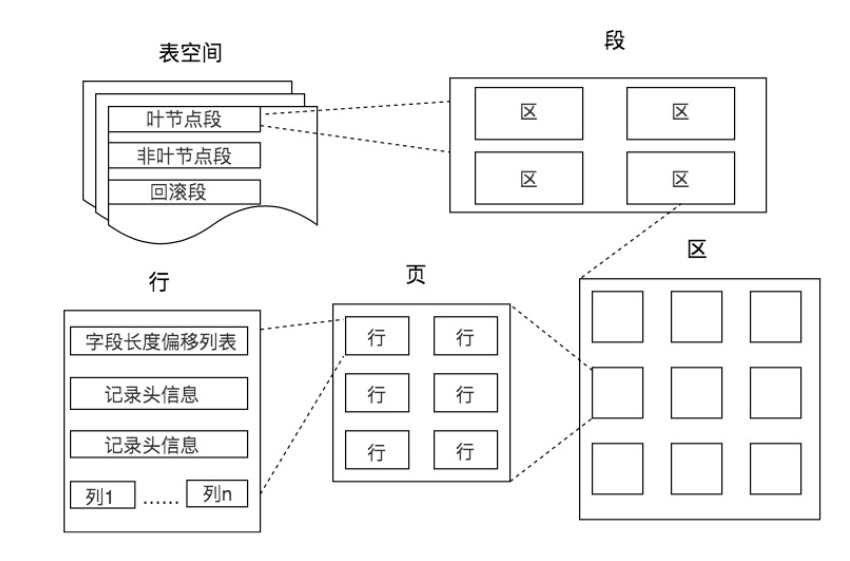 表空间
段
叶节点段
非叶节点段
回滚段
区
区
区
区
行
页
区
字段长度偏移列表
记录头信息
记录头信息
列1 ...... 列n
行
行
行
行
行
行